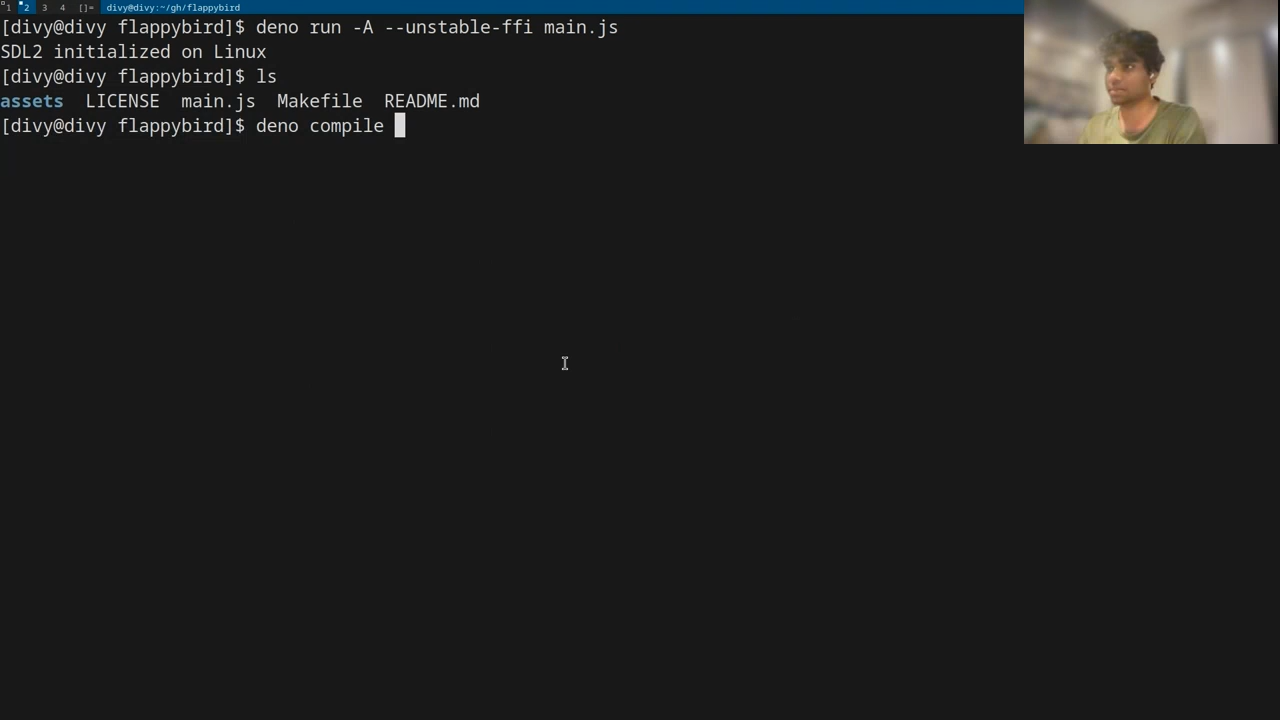 1 2 3 4 []= divy@divy:~/gh/flappybird
[divy@divy flappybird]$ deno run -A --unstable-ffi main.js
SDL2 initialized on Linux
[divy@divy flappybird]$ ls
assets LICENSE main.js Makefile README.md
[divy@divy flappybird]$ deno compile